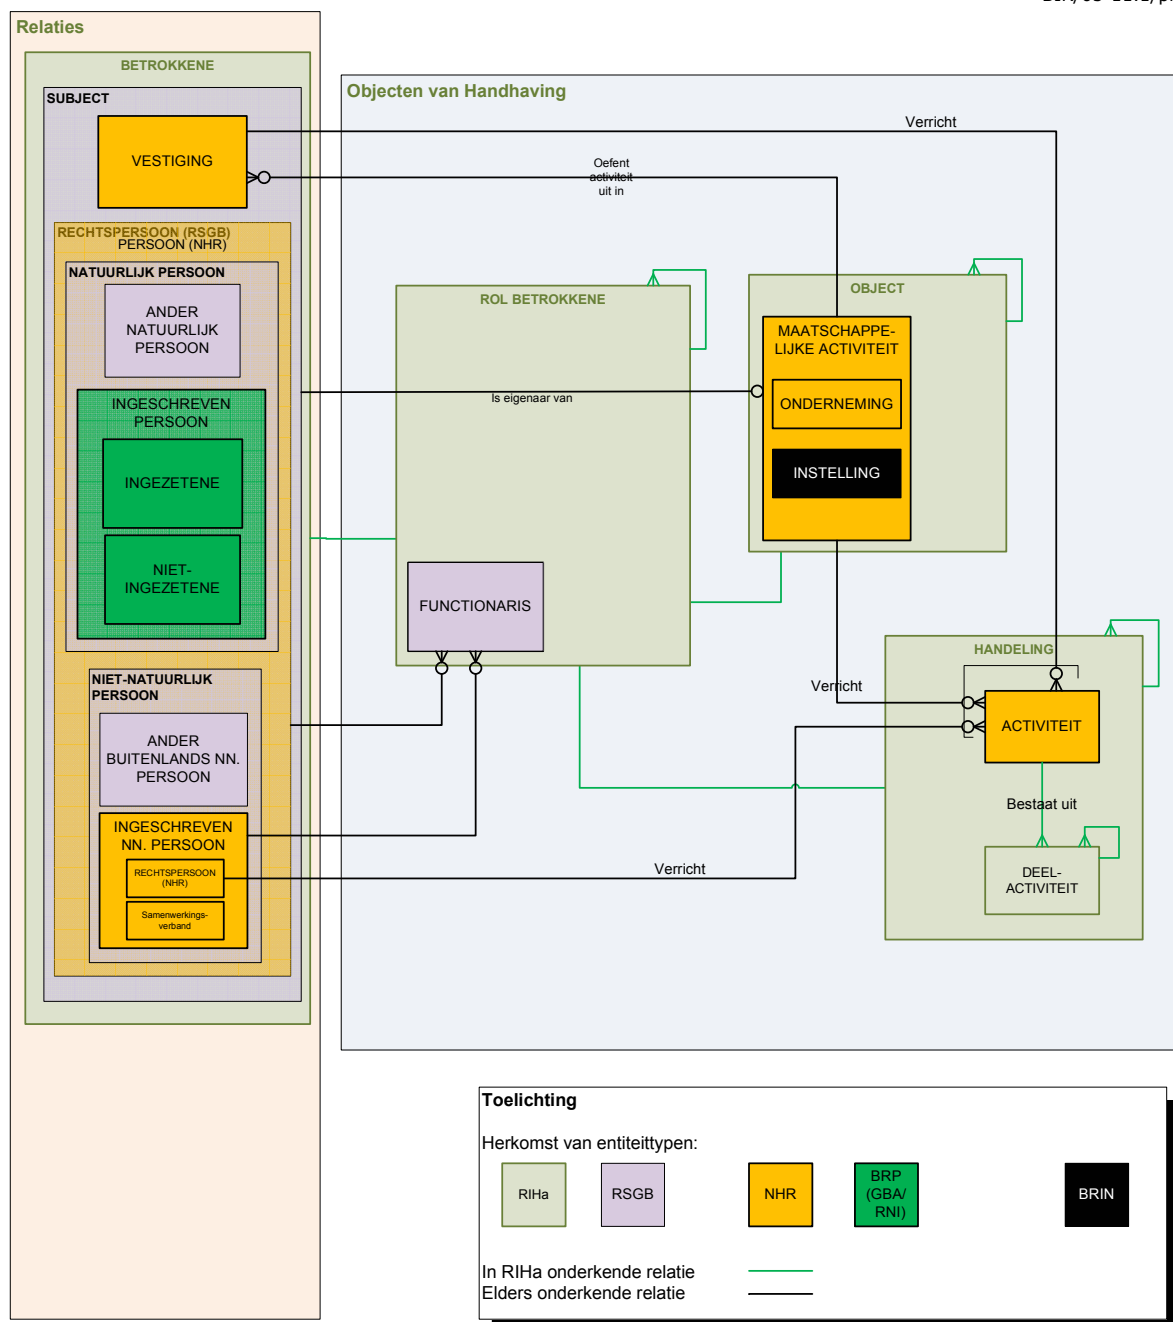 Relaties
BETROKKENE
SUBJECT
VESTIGING
RECHTSPERSOON (RSGB)
PERSOON (NHR)
NATUURLIJK PERSOON
ANDER
NATUURLIJK
PERSOON
INGESCHREVEN
PERSOON
INGEZETENE
NIET-
INGEZETENE
NIET-NATUURLIJK
PERSOON
ANDER
BUITENLANDS NN.
PERSOON
INGESCHREVEN
NN. PERSOON
RECHTSPERSOON
(NHR)
Samenwerkings-
verband
Objecten van Handhaving
Verricht
Oefent
activiteit
uit in
ROL BETROKKENE
OBJECT
MAATSCHAPPE-
LIJKE ACTIVITEIT
ONDERNEMING
INSTELLING
Is eigenaar van
FUNCTIONARIS
HANDELING
Verricht
ACTIVITEIT
Bestaat uit
Verricht
DEEL-
ACTIVITEIT
Toelichting
Herkomst van entiteittypen:
RIHa
RSGB
NHR
BRP
(GBA/
RNI)
BRIN
In RIHa onderkende relatie
Elders onderkende relatie